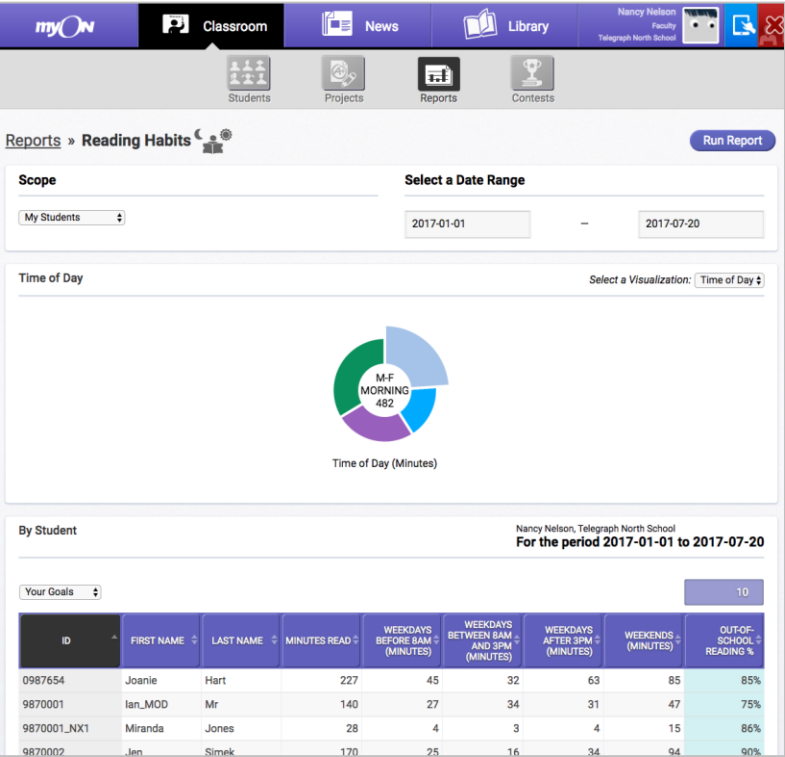 myON Classroom News Library
Nancy Nelson
Faculty
Telegraph North School
Students Projects Reports Contests
Reports » Reading Habits
Run Report
Scope Select a Date Range
My Students 2017-01-01 – 2017-07-20
Time of Day Select a Visualization: Time of Day
M-F
MORNING
482
Time of Day (Minutes)
By Student
Nancy Nelson, Telegraph North School
For the period 2017-01-01 to 2017-07-20
Your Goals 10
ID FIRST NAME LAST NAME MINUTES READ WEEKDAYS BEFORE 8AM (MINUTES) WEEKDAYS BETWEEN 8AM AND 3PM (MINUTES) WEEKDAYS AFTER 3PM (MINUTES) WEEKENDS (MINUTES) OUT-OF-SCHOOL READING %
0987654 Joanie Hart 227 45 32 63 85 85%
9870001 Ian_MOD Mr 140 27 34 31 47 75%
9870001_NX1 Miranda Jones 28 4 3 4 15 86%
9870002 Jen Simek 170 25 16 34 94 90%